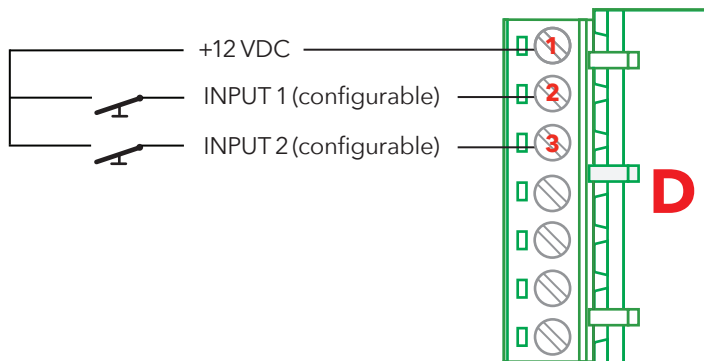 +12 VDC 1
INPUT 1 (configurable) 2
INPUT 2 (configurable) 3
D